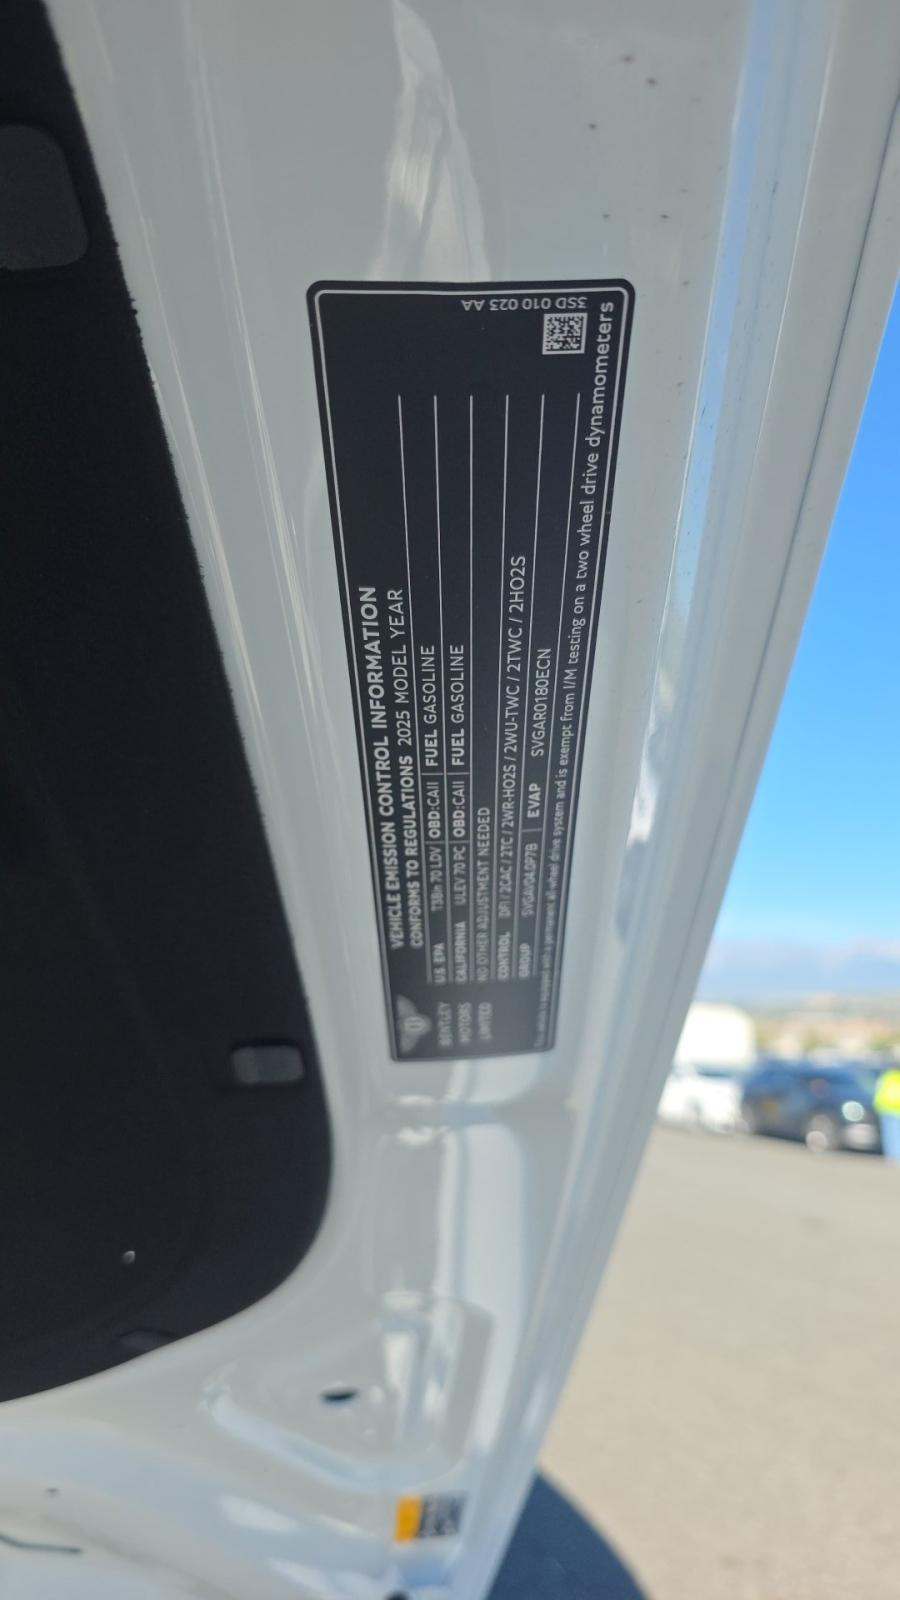 VEHICLE EMISSION CONTROL INFORMATION
CONFORMS TO REGULATIONS 2025 MODEL YEAR
BENTLEY
MOTORS
LIMITED
U.S. EPA T3Bin 70 LDV OBD:CAII FUEL GASOLINE
CALIFORNIA ULEV 70 PC OBD:CAII FUEL GASOLINE
NO OTHER ADJUSTMENT NEEDED
CONTROL DFI / 2CAC / 2TC / 2WR-HO2S / 2WU-TWC / 2TWC / 2HO2S
GROUP SVGAV04.0P7B EVAP SVGAR0180ECN
This vehicle is equipped with a permanent all wheel drive system and is exempt from I/M testing on a two wheel drive dynamometers
3SD 010 023 AA